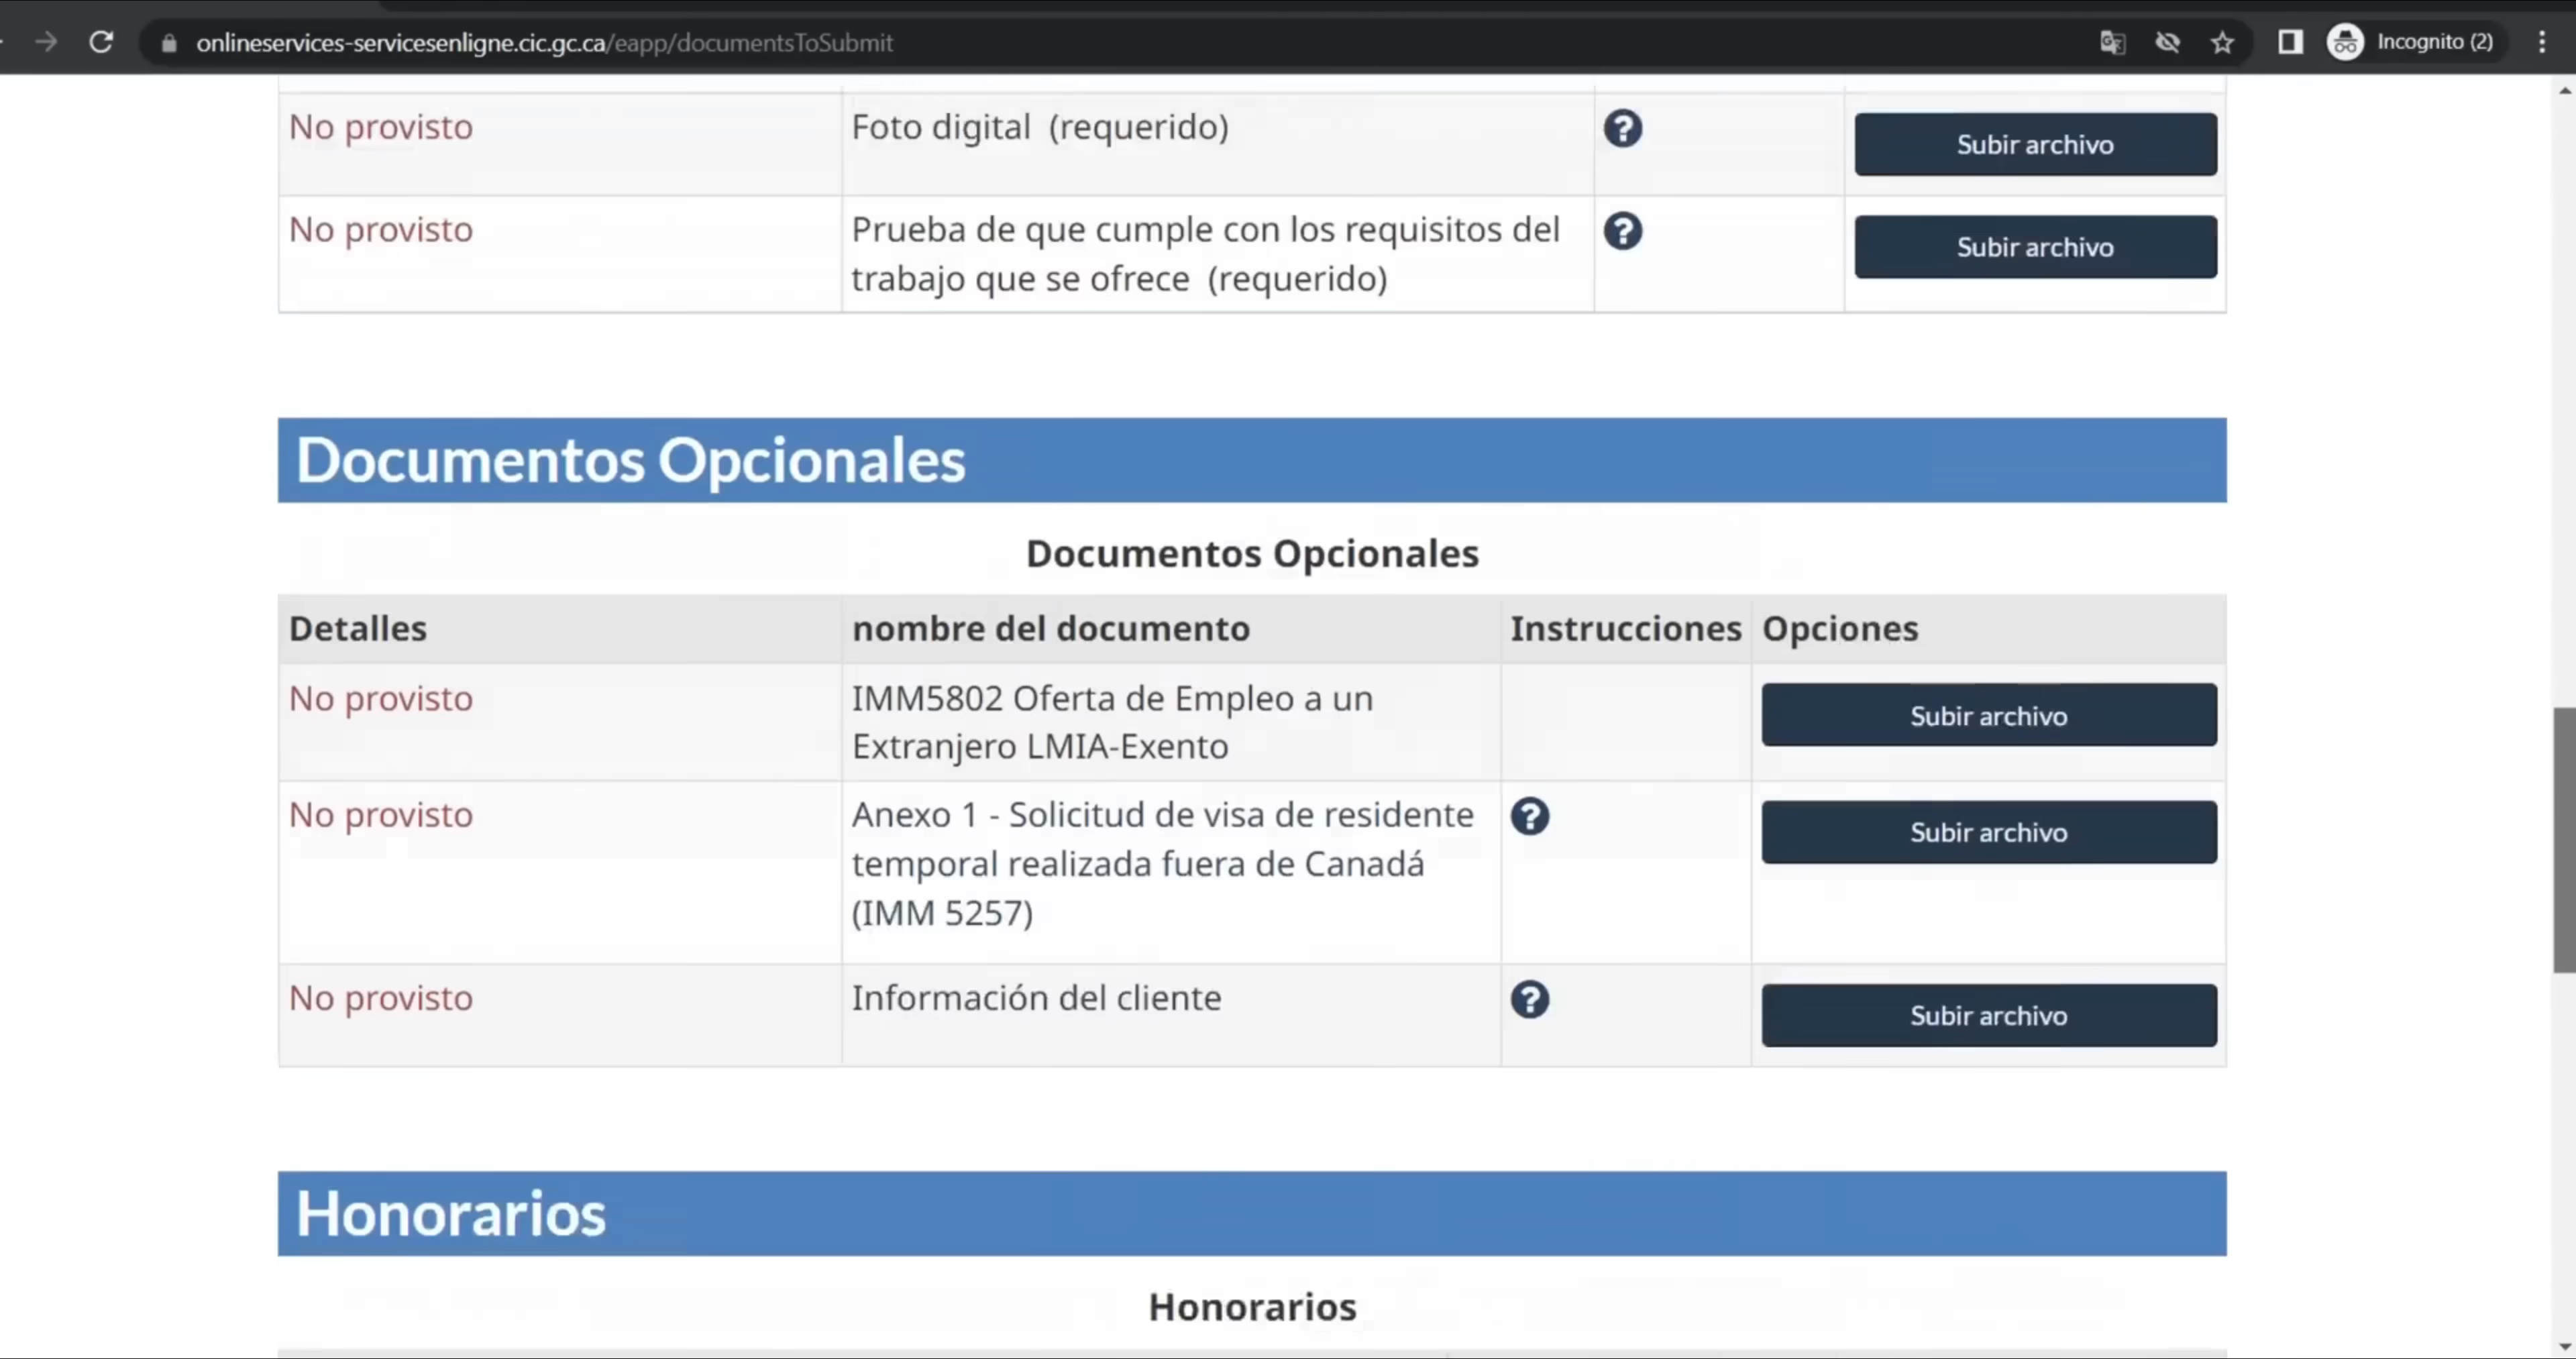 onlineservices-servicesenligne.cic.gc.ca/eapp/documentsToSubmit
Incognito (2)
No provisto
Foto digital (requerido)
Subir archivo
No provisto
Prueba de que cumple con los requisitos del
trabajo que se ofrece (requerido)
Subir archivo
Documentos Opcionales
Documentos Opcionales
Detalles
nombre del documento
Instrucciones
Opciones
No provisto
IMM5802 Oferta de Empleo a un
Extranjero LMIA-Exento
Subir archivo
No provisto
Anexo 1 - Solicitud de visa de residente
temporal realizada fuera de Canadá
(IMM 5257)
Subir archivo
No provisto
Información del cliente
Subir archivo
Honorarios
Honorarios